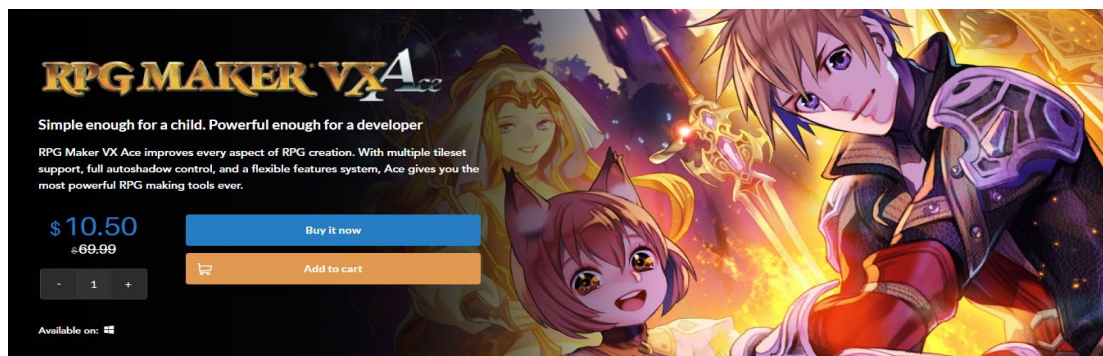 RPG MAKER VX Ace
Simple enough for a child. Powerful enough for a developer
RPG Maker VX Ace improves every aspect of RPG creation. With multiple tileset
support, full autoshadow control, and a flexible features system, Ace gives you the
most powerful RPG making tools ever.
$10.50
$69.99
Buy it now
Add to cart
- 1 +
Available on: